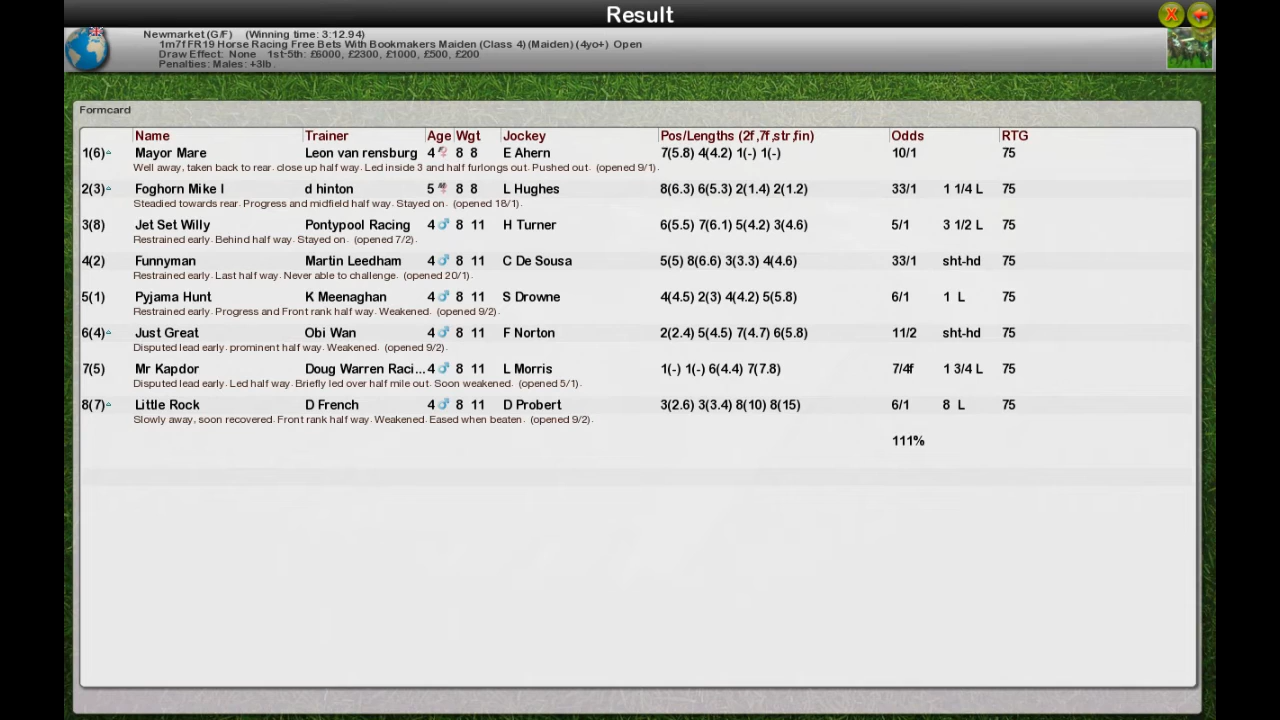 Result
Newmarket (G/F) (Winning time: 3:12.94)
1m7f FR19 Horse Racing Free Bets With Bookmakers Maiden (Class 4) (Maiden) (4yo+) Open
Draw Effect: None 1st-5th: £6000, £2300, £1000, £500, £200
Penalties: Males: +3lb .
Formcard
Name Trainer Age Wgt Jockey Pos/Lengths (2f,7f,str,fin) Odds RTG
1(6) Mayor Mare Leon van rensburg 4 8 8 E Ahern 7(5.8) 4(4.2) 1(-) 1(-) 10/1 75
Well away, taken back to rear. close up half way. Led inside 3 and half furlongs out. Pushed out. (opened 9/1).
2(3) Foghorn Mike I d hinton 5 8 8 L Hughes 8(6.3) 6(5.3) 2(1.4) 2(1.2) 33/1 1 1/4 L 75
Steadied towards rear. Progress and midfield half way. Stayed on. (opened 18/1).
3(8) Jet Set Willy Pontypool Racing 4 8 11 H Turner 6(5.5) 7(6.1) 5(4.2) 3(4.6) 5/1 3 1/2 L 75
Restrained early. Behind half way. Stayed on. (opened 7/2).
4(2) Funnyman Martin Leedham 4 8 11 C De Sousa 5(5) 8(6.6) 3(3.3) 4(4.6) 33/1 sht-hd 75
Restrained early. Last half way. Never able to challenge. (opened 20/1).
5(1) Pyjama Hunt K Meenaghan 4 8 11 S Drowne 4(4.5) 2(3) 4(4.2) 5(5.8) 6/1 1 L 75
Restrained early. Progress and Front rank half way. Weakened. (opened 9/2).
6(4) Just Great Obi Wan 4 8 11 F Norton 2(2.4) 5(4.5) 7(4.7) 6(5.8) 11/2 sht-hd 75
Disputed lead early. prominent half way. Weakened. (opened 9/2).
7(5) Mr Kapdor Doug Warren Raci... 4 8 11 L Morris 1(-) 1(-) 6(4.4) 7(7.8) 7/4f 1 3/4 L 75
Disputed lead early. Led half way. Briefly led over half mile out. Soon weakened. (opened 5/1).
8(7) Little Rock D French 4 8 11 D Probert 3(2.6) 3(3.4) 8(10) 8(15) 6/1 8 L 75
Slowly away, soon recovered. Front rank half way. Weakened. Eased when beaten. (opened 9/2).
111%